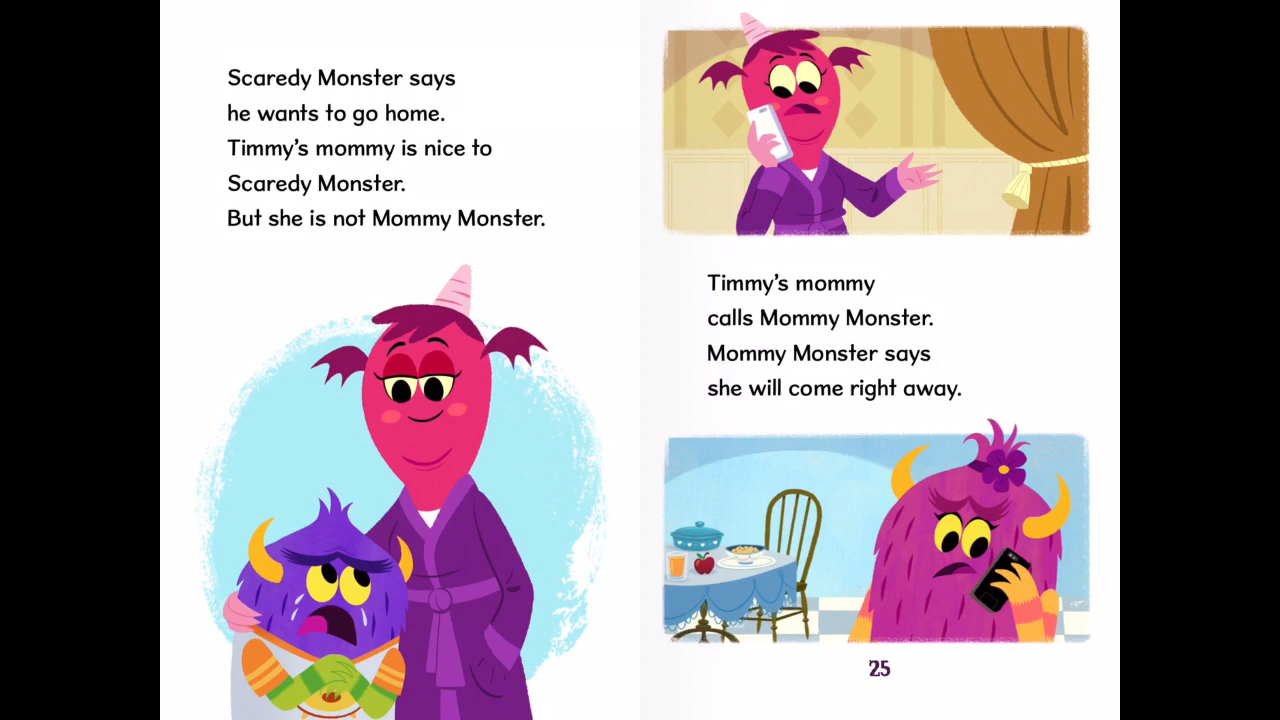 Scaredy Monster says
he wants to go home.
Timmy’s mommy is nice to
Scaredy Monster.
But she is not Mommy Monster.
Timmy’s mommy
calls Mommy Monster.
Mommy Monster says
she will come right away.
25